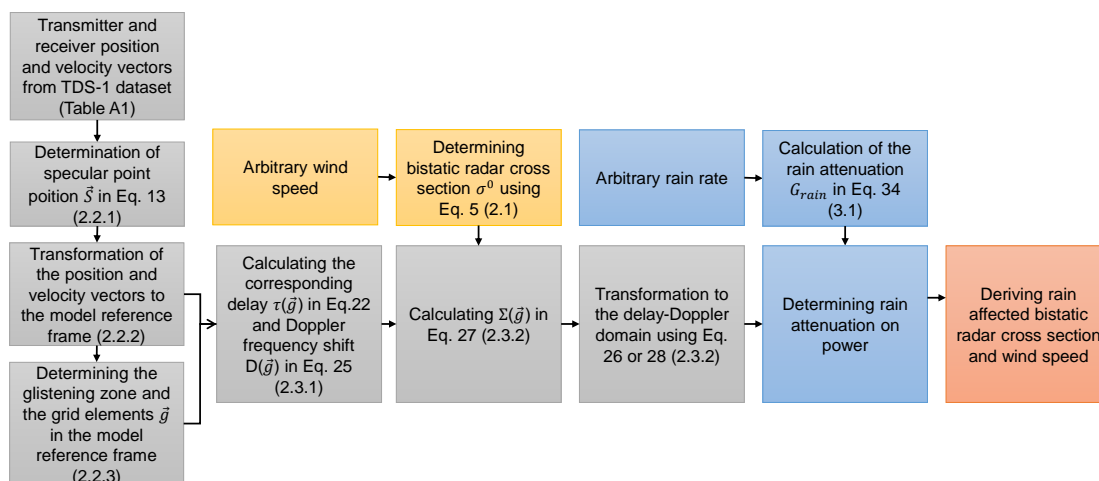 Transmitter and
receiver position
and velocity vectors
from TDS-1 dataset
(Table A1)
Determination of
specular point
poition S⃗ in Eq. 13
(2.2.1)
Transformation of
the position and
velocity vectors to
the model reference
frame (2.2.2)
Determining the
glistening zone and
the grid elements g⃗
in the model
reference frame
(2.2.3)
Arbitrary wind
speed
Determining
bistatic radar cross
section σ⁰ using
Eq. 5 (2.1)
Arbitrary rain rate
Calculation of the
rain attenuation
G_rain in Eq. 34
(3.1)
Calculating the
corresponding
delay τ(g⃗) in Eq.22
and Doppler
frequency shift
D(g⃗) in Eq. 25
(2.3.1)
Calculating Σ(g⃗) in
Eq. 27 (2.3.2)
Transformation to
the delay-Doppler
domain using Eq.
26 or 28 (2.3.2)
Determining rain
attenuation on
power
Deriving rain
affected bistatic
radar cross section
and wind speed